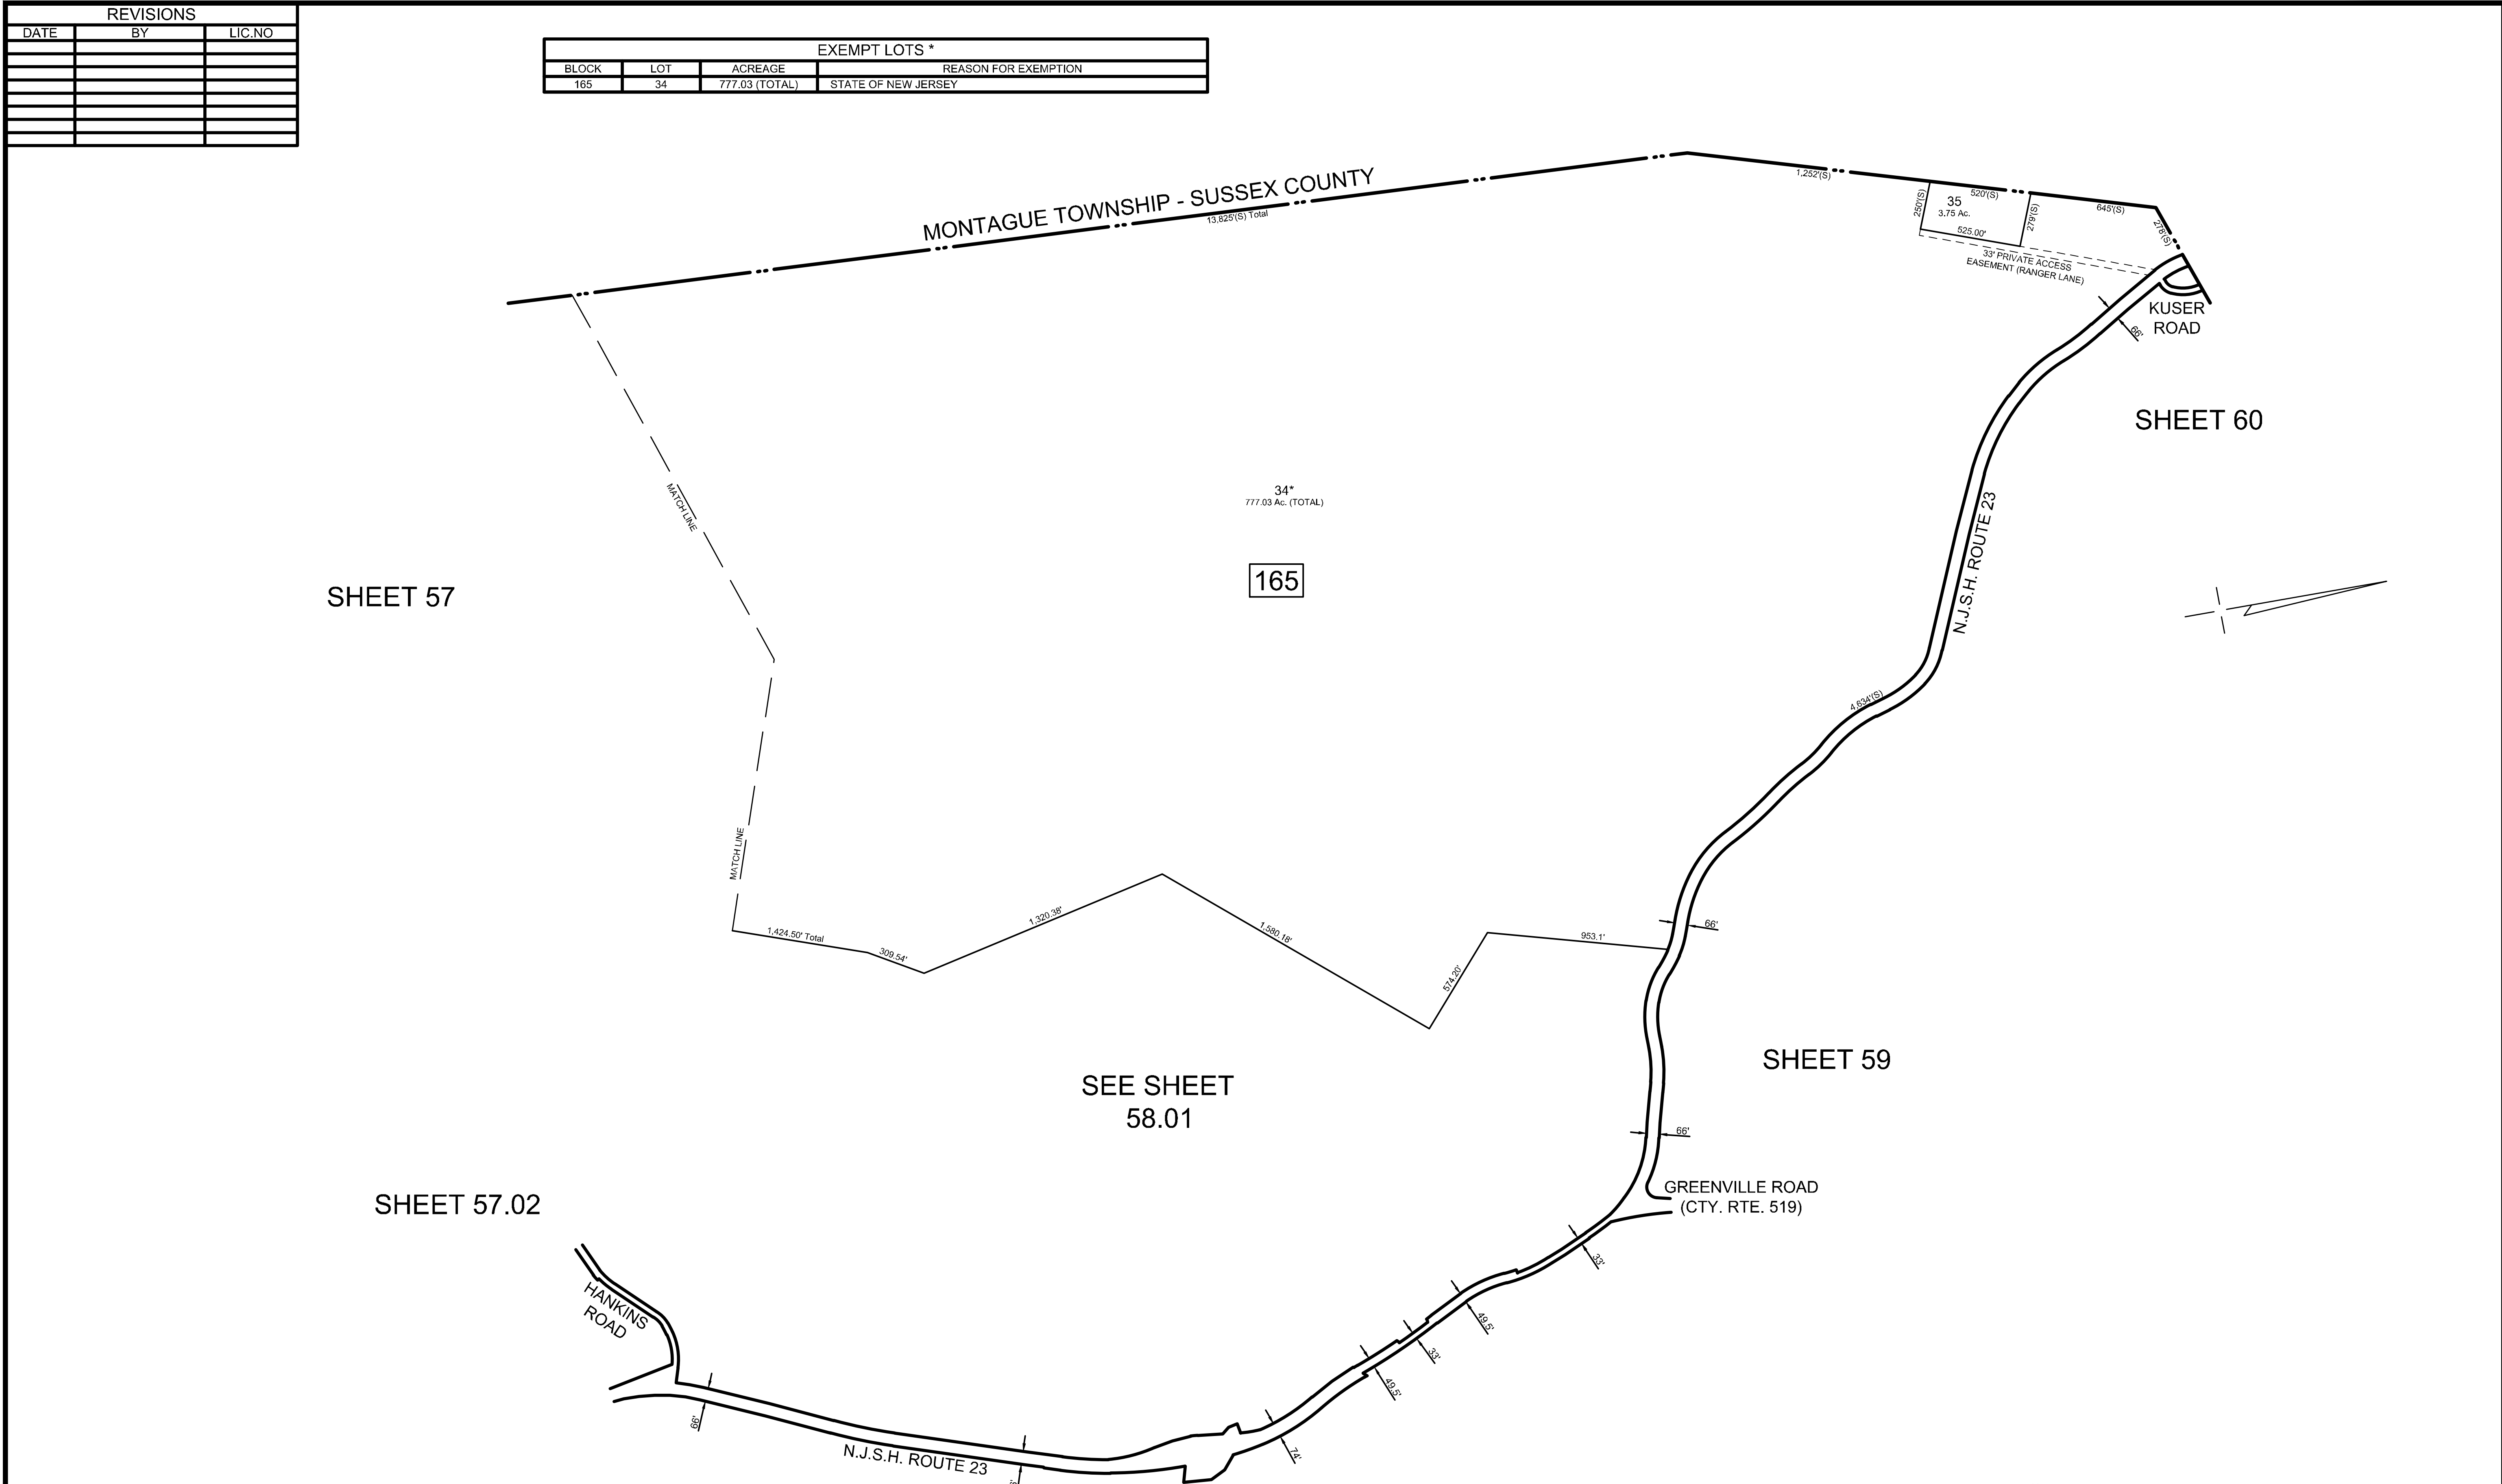 REVISIONS
DATE BY LIC.NO
EXEMPT LOTS *
BLOCK LOT ACREAGE REASON FOR EXEMPTION
165 34 777.03 (TOTAL) STATE OF NEW JERSEY
MONTAGUE TOWNSHIP - SUSSEX COUNTY
13,825'(S) Total
1,252'(S)
520'(S)
645'(S)
278'(S)
250'(S)
35
3.75 Ac.
279'(S)
525.00'
33' PRIVATE ACCESS
EASEMENT (RANGER LANE)
KUSER
ROAD
66'
SHEET 60
MATCH LINE
34*
777.03 Ac. (TOTAL)
165
N.J.S.H. ROUTE 23
SHEET 57
4,634'(S)
MATCH LINE
1,424.50' Total
309.54'
1,320.38'
1,580.18'
574.20'
953.1'
66'
SHEET 59
SEE SHEET
58.01
66'
GREENVILLE ROAD
(CTY. RTE. 519)
SHEET 57.02
33'
HANKINS
ROAD
49.5'
33'
49.5'
66'
74'
N.J.S.H. ROUTE 23